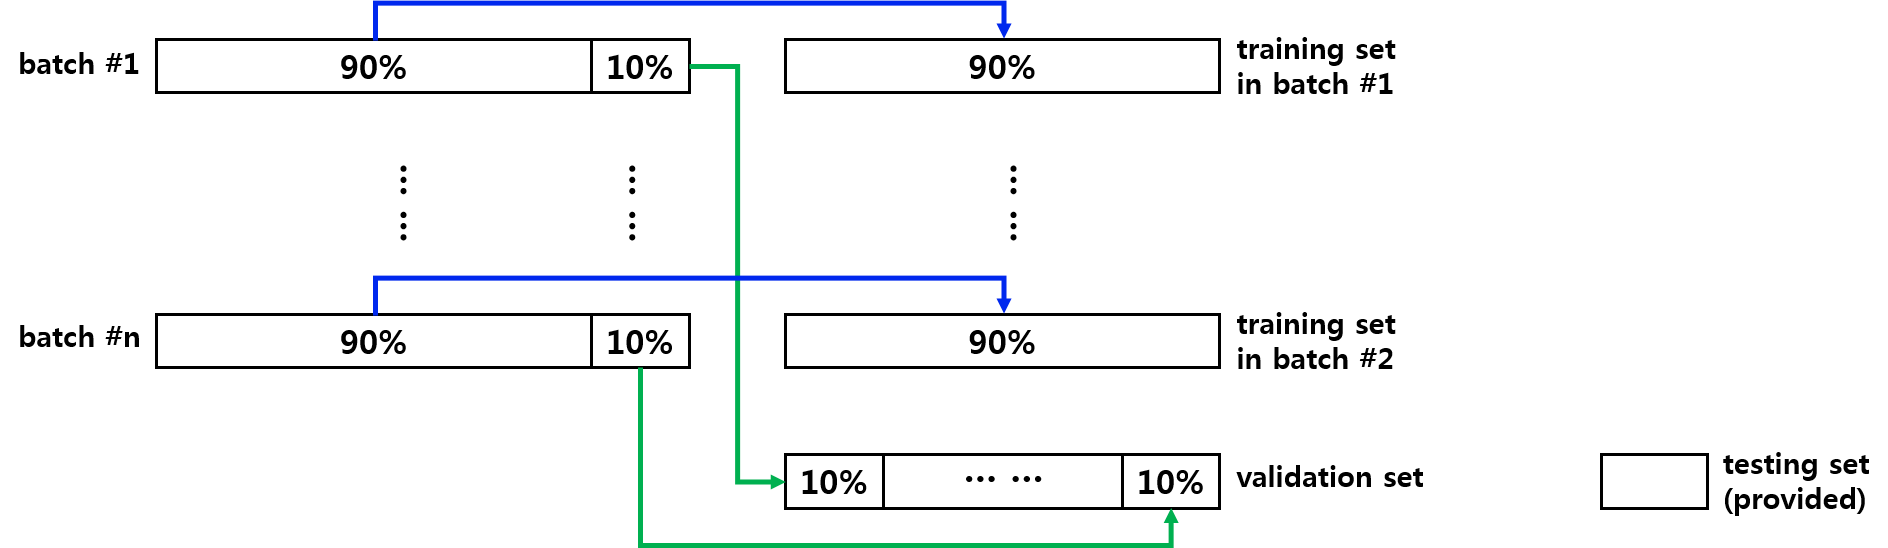 batch #1
90%
10%
90%
training set
in batch #1
batch #n
90%
10%
90%
training set
in batch #2
10%
... ...
10%
validation set
testing set
(provided)